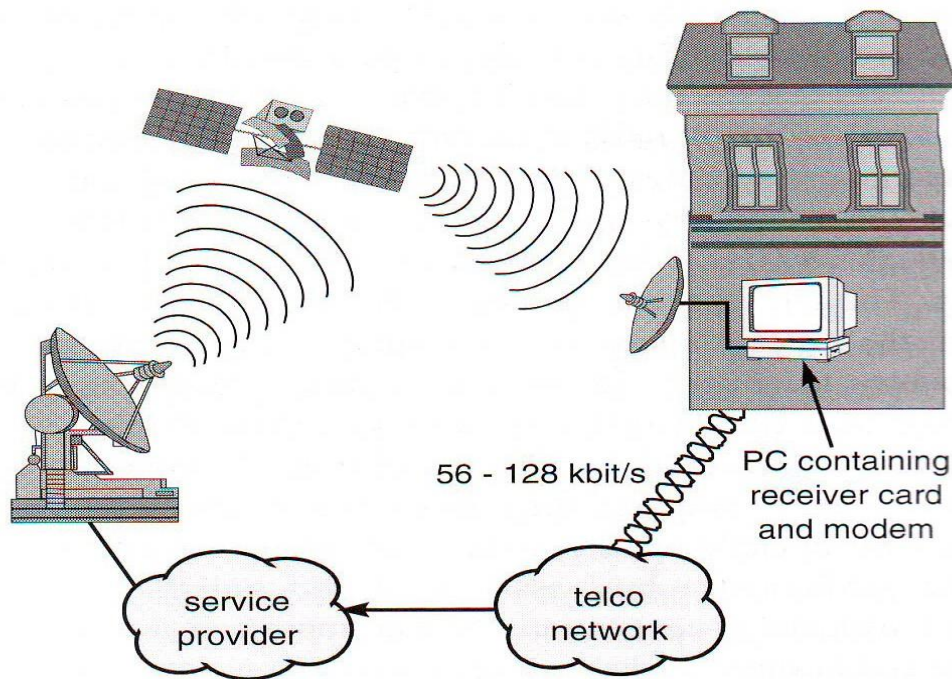 56 - 128 kbit/s
PC containing
receiver card
and modem
service
provider
telco
network